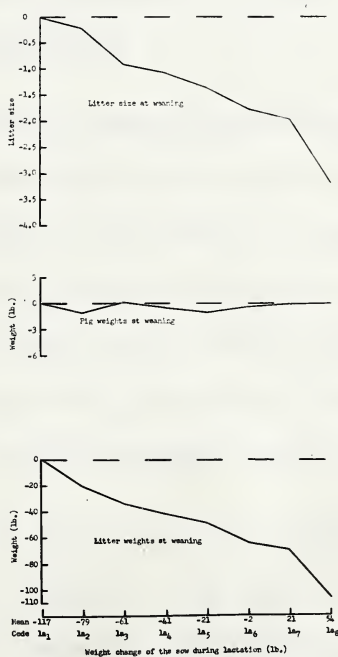 0
-0.5
-1.0
-1.5
-2.0
-2.5
-3.0
-3.5
-4.0
Litter size
Litter size at weaning
3
0
-3
-6
Weight (lb.)
Pig weights at weaning
0
-20
-40
-60
-80
-100
-110
Weight (lb.)
Litter weights at weaning
Mean -117 -79 -61 -41 -21 -2 21 54
Code la1 la2 la3 la4 la5 la6 la7 la8
Weight change of the sow during lactation (lb.)